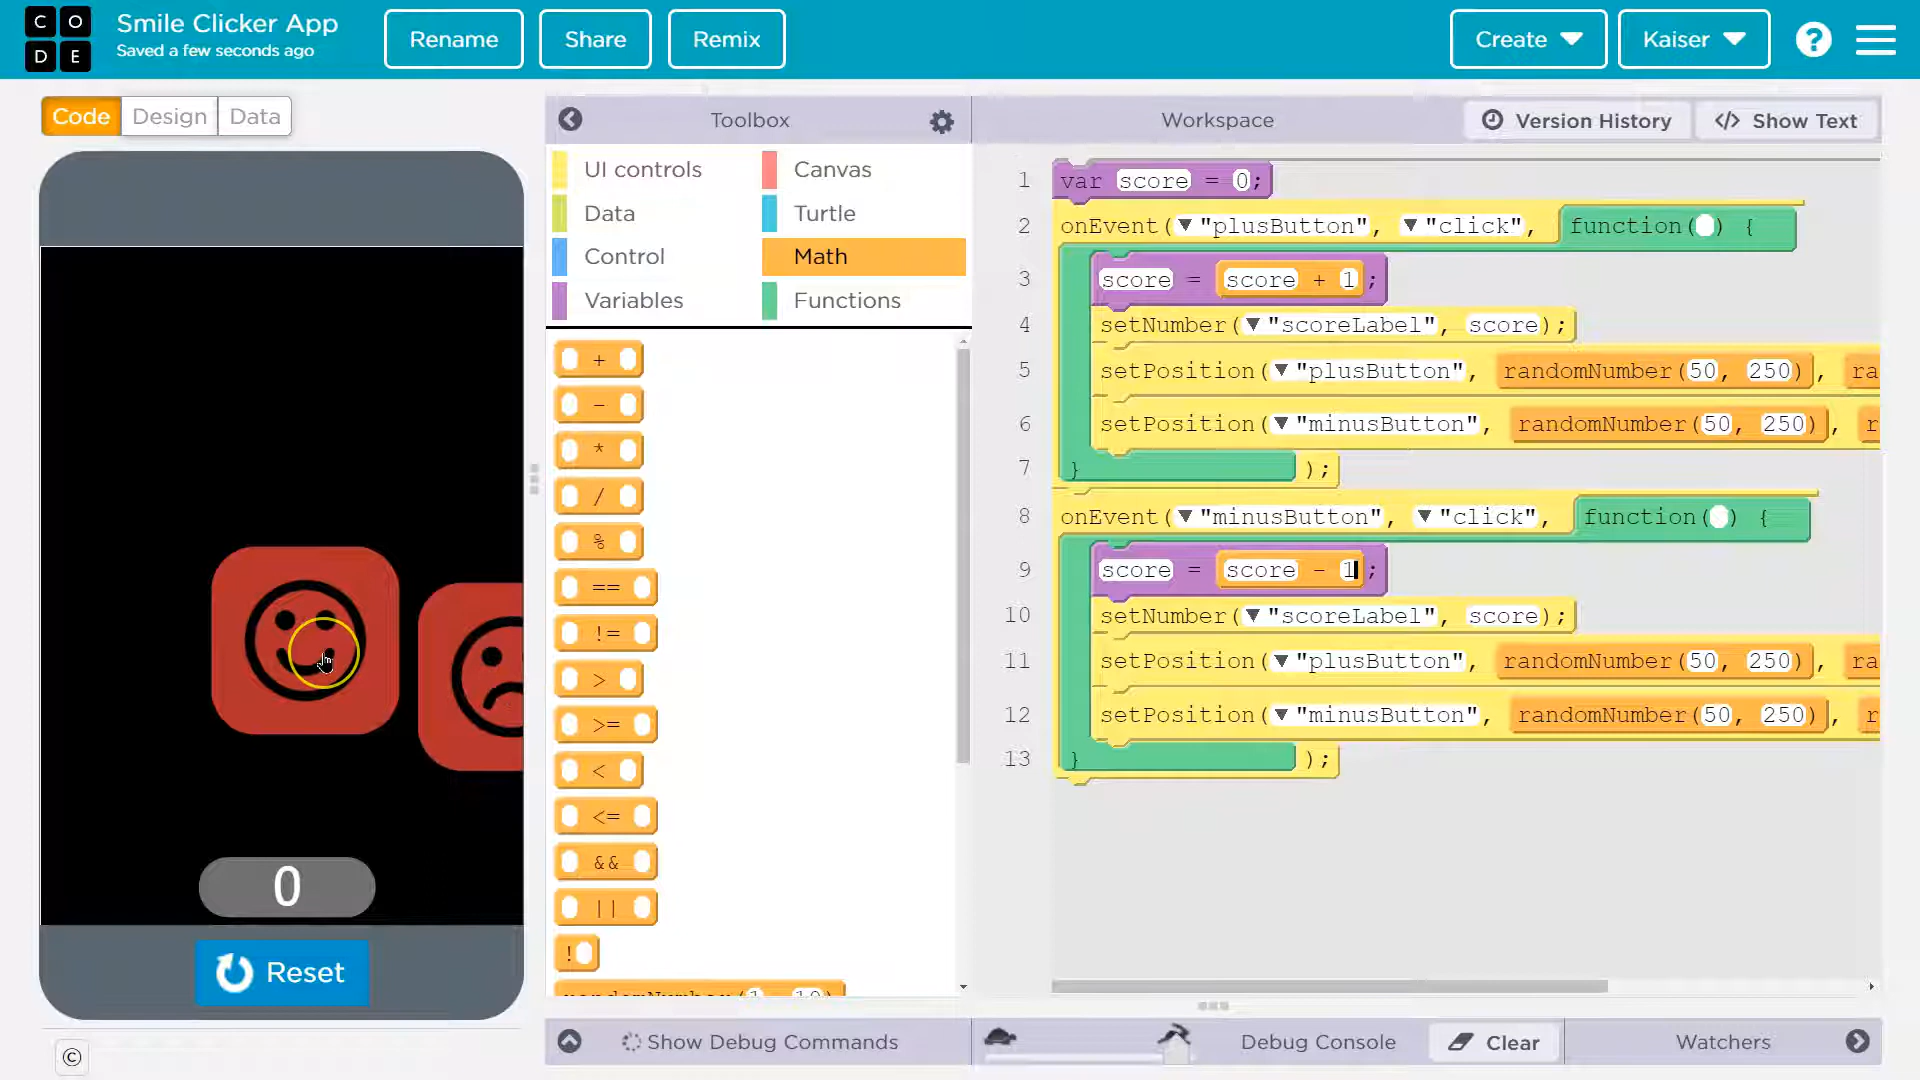 C O
D E
Smile Clicker App
Saved a few seconds ago
Rename
Share
Remix
Create
Kaiser
?
Code
Design
Data
Toolbox
Workspace
Version History
</> Show Text
UI controls
Canvas
Data
Turtle
Control
Math
Variables
Functions
+
-
*
/
%
==
!=
>
>=
<
<=
&&
||
!
randomNumber(1, 10)
1 var score = 0;
2 onEvent(▼"plusButton", ▼"click", function( ) {
3 score = score + 1;
4 setNumber(▼"scoreLabel", score);
5 setPosition(▼"plusButton", randomNumber(50, 250), ra
6 setPosition(▼"minusButton", randomNumber(50, 250), r
7 } );
8 onEvent(▼"minusButton", ▼"click", function( ) {
9 score = score - 1;
10 setNumber(▼"scoreLabel", score);
11 setPosition(▼"plusButton", randomNumber(50, 250), ra
12 setPosition(▼"minusButton", randomNumber(50, 250), r
13 } );
0
Reset
©
Show Debug Commands
Debug Console
Clear
Watchers